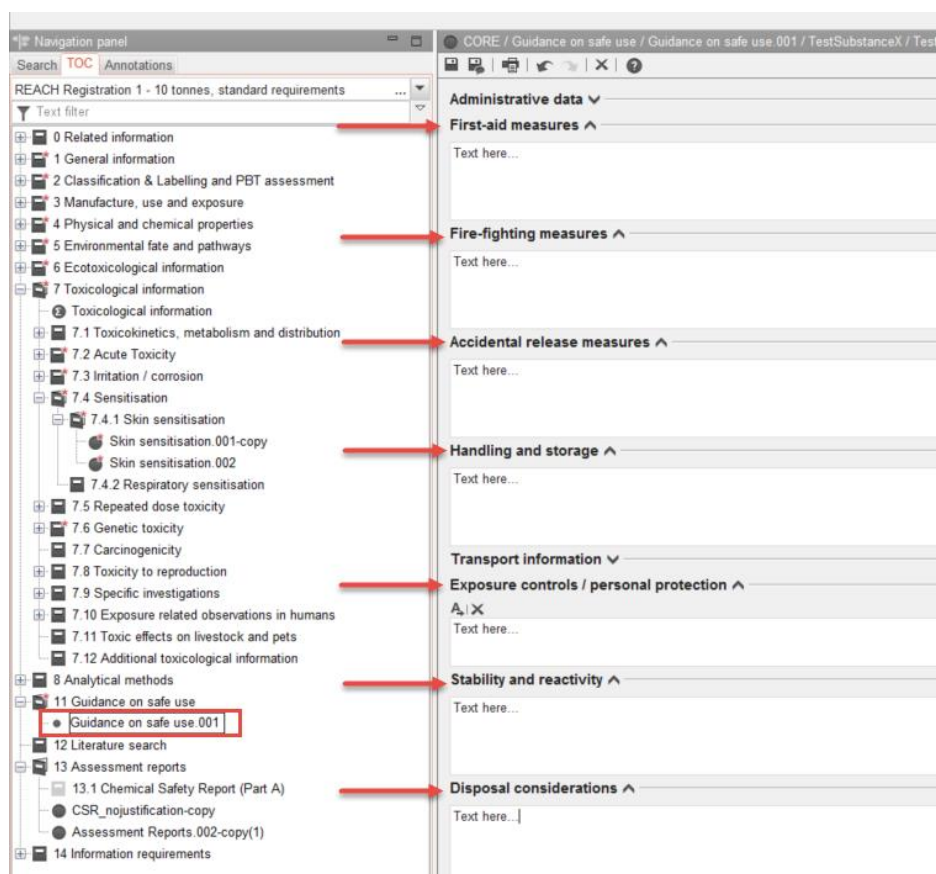 Navigation panel
Search TOC Annotations
REACH Registration 1 - 10 tonnes, standard requirements ...
Text filter
0 Related information
1 General information
2 Classification & Labelling and PBT assessment
3 Manufacture, use and exposure
4 Physical and chemical properties
5 Environmental fate and pathways
6 Ecotoxicological information
7 Toxicological information
Toxicological information
7.1 Toxicokinetics, metabolism and distribution
7.2 Acute Toxicity
7.3 Irritation / corrosion
7.4 Sensitisation
7.4.1 Skin sensitisation
Skin sensitisation.001-copy
Skin sensitisation.002
7.4.2 Respiratory sensitisation
7.5 Repeated dose toxicity
7.6 Genetic toxicity
7.7 Carcinogenicity
7.8 Toxicity to reproduction
7.9 Specific investigations
7.10 Exposure related observations in humans
7.11 Toxic effects on livestock and pets
7.12 Additional toxicological information
8 Analytical methods
11 Guidance on safe use
Guidance on safe use.001
12 Literature search
13 Assessment reports
13.1 Chemical Safety Report (Part A)
CSR_nojustification-copy
Assessment Reports.002-copy(1)
14 Information requirements
CORE / Guidance on safe use / Guidance on safe use.001 / TestSubstanceX / Test
Administrative data
First-aid measures
Text here...
Fire-fighting measures
Text here...
Accidental release measures
Text here...
Handling and storage
Text here...
Transport information
Exposure controls / personal protection
Text here...
Stability and reactivity
Text here...
Disposal considerations
Text here...